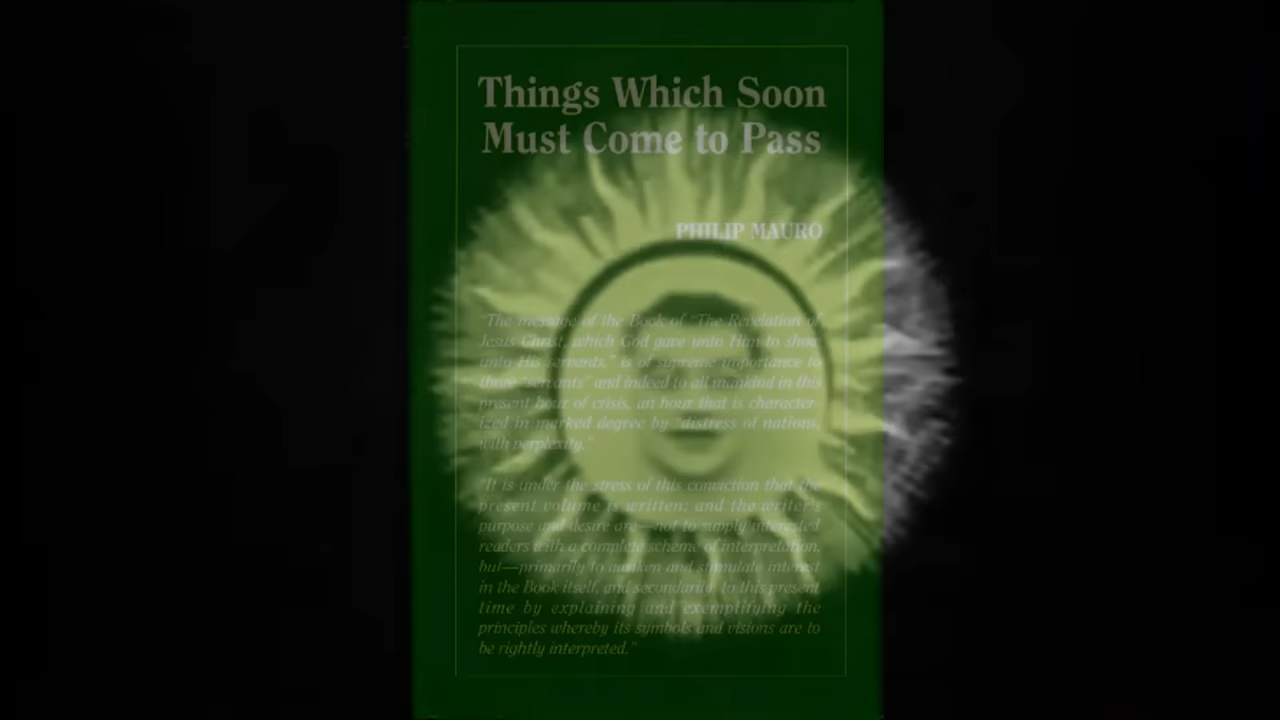 Things Which Soon
Must Come to Pass
PHILIP MAURO
"The message of the Book of "The Revelation of
Jesus Christ, which God gave unto Him to show
unto His servants," is of supreme importance to
those "servants" and indeed to all mankind in this
present hour of crisis, an hour that is character-
ized in marked degree by "distress of nations,
with perplexity."
"It is under the stress of this conviction that the
present volume is written; and the writer's
purpose and desire are—not to supply interested
readers with a complete scheme of interpretation,
but—primarily to awaken and stimulate interest
in the Book itself, and secondarily to this present
time by explaining and exemplifying the
principles whereby its symbols and visions are to
be rightly interpreted."